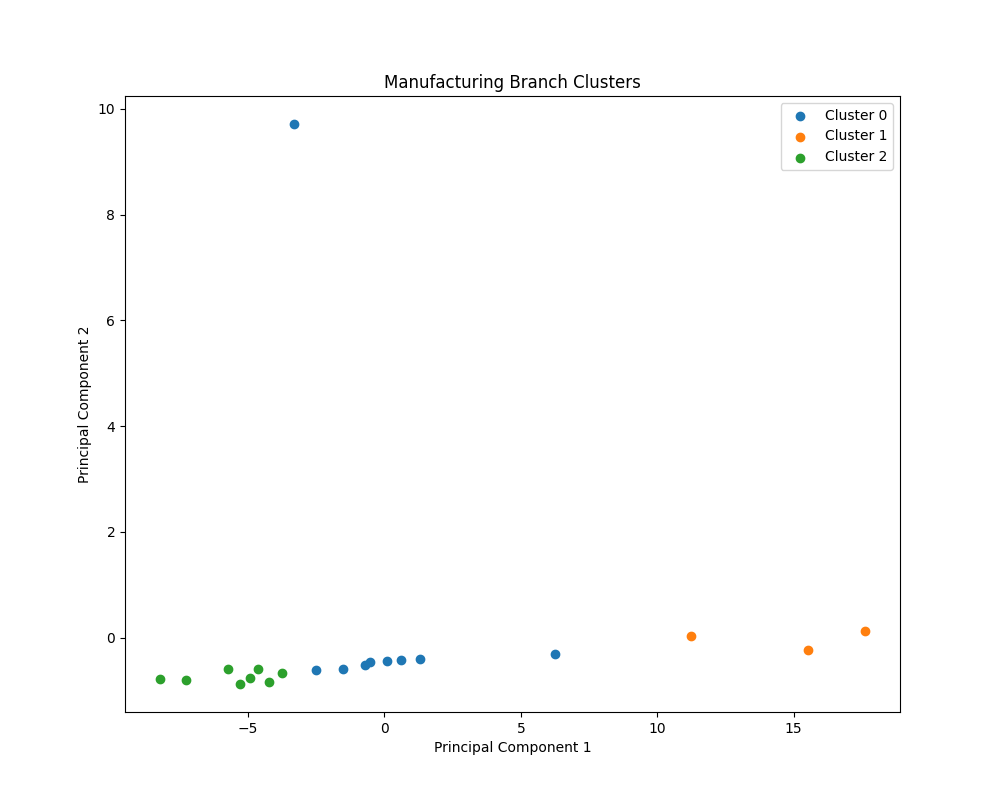 Manufacturing Branch Clusters
Cluster 0
Cluster 1
Cluster 2
10
8
6
4
2
0
Principal Component 2
−5
0
5
10
15
Principal Component 1